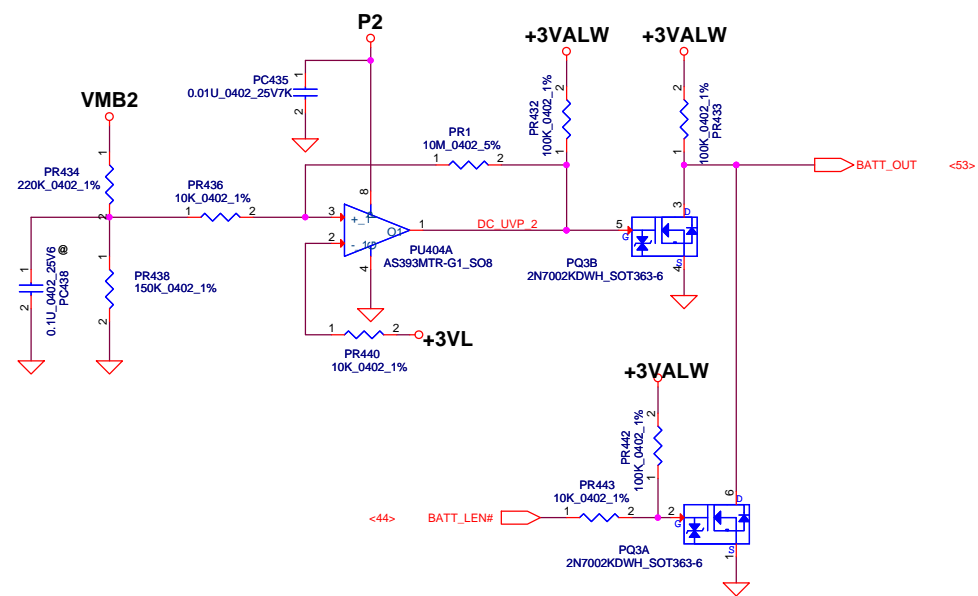 P2
+3VALW
+3VALW
1
PC435
0.01U_0402_25V7K
2
VMB2
2
PR432
100K_0402_1%
1
2
100K_0402_1%
PR433
1
PR1
10M_0402_5%
1
2
BATT_OUT
<53>
1
PR434
220K_0402_1%
2
PR436
10K_0402_1%
1
2
8
3
+
1
DC_UVP_2
5
G
3
D
2
-
O1
PU404A
AS393MTR-G1_SO8
4
S
4
PQ3B
2N7002KDWH_SOT363-6
1
0.1U_0402_25V6
@
PC438
2
1
PR438
150K_0402_1%
2
1
2
+3VL
PR440
10K_0402_1%
+3VALW
2
PR442
100K_0402_1%
1
PR443
10K_0402_1%
<44>
BATT_LEN#
1
2
2
G
6
D
S
1
PQ3A
2N7002KDWH_SOT363-6